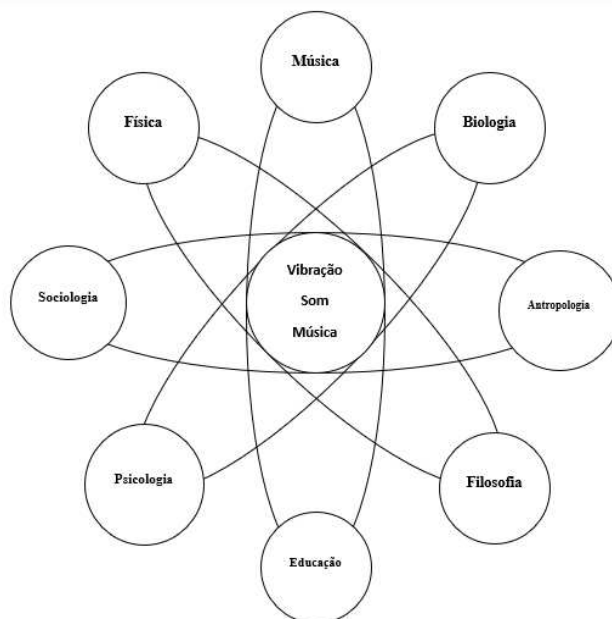 Música
Física
Biologia
Vibração
Som
Música
Sociologia
Antropologia
Psicologia
Filosofia
Educação